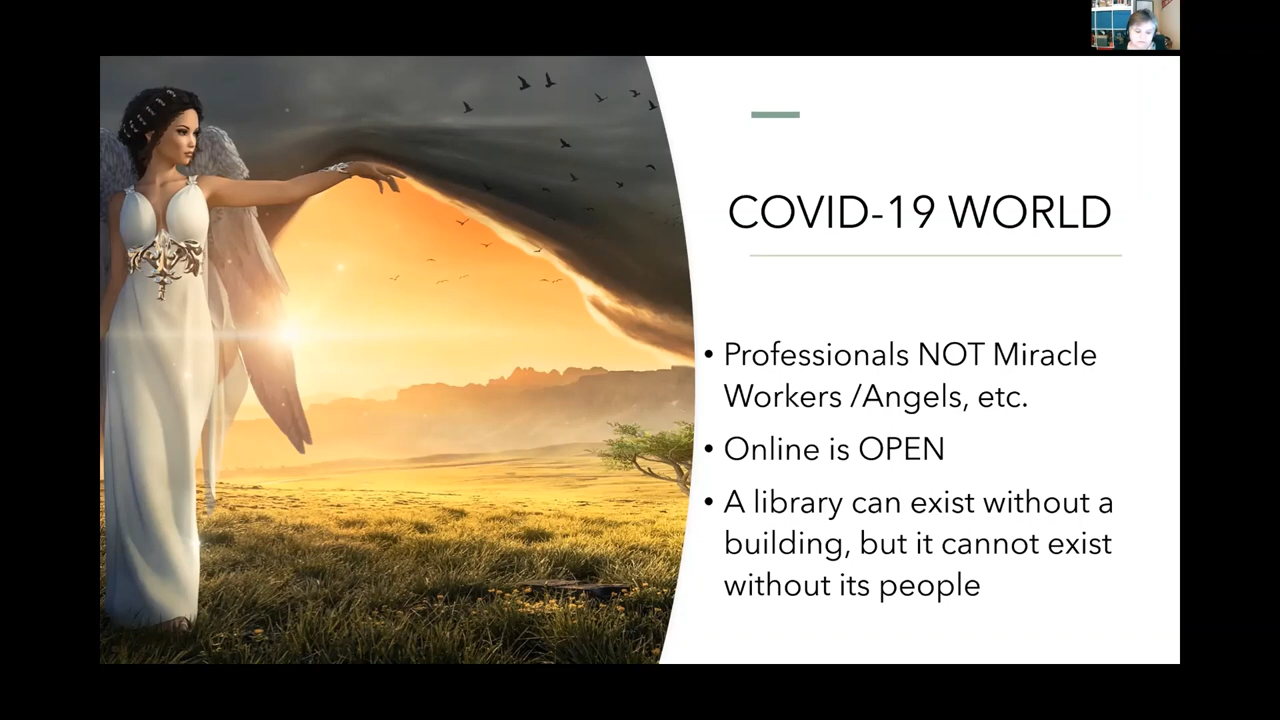 COVID-19 WORLD
• Professionals NOT Miracle
Workers /Angels, etc.
• Online is OPEN
• A library can exist without a
building, but it cannot exist
without its people